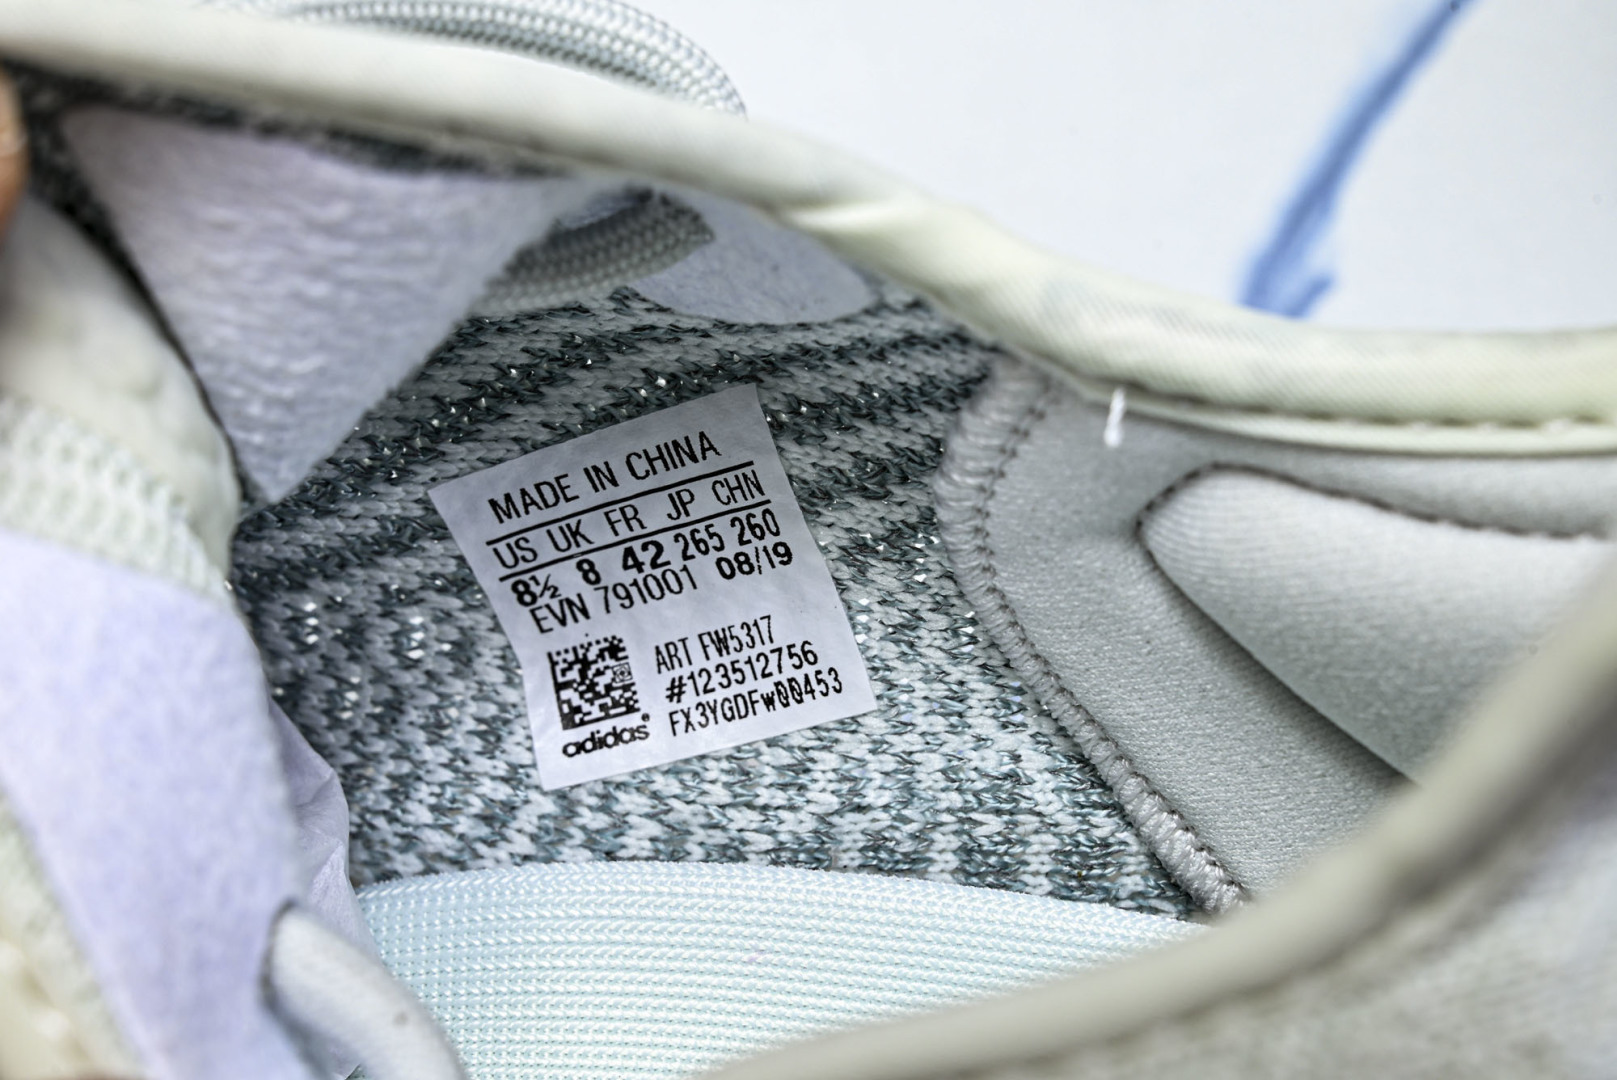 MADE IN CHINA
US UK FR JP CHN
8½ 8 42 265 260
EVN 791001 08/19
ART FW5317
#123512756
FX3YGDFW00453
adidas®